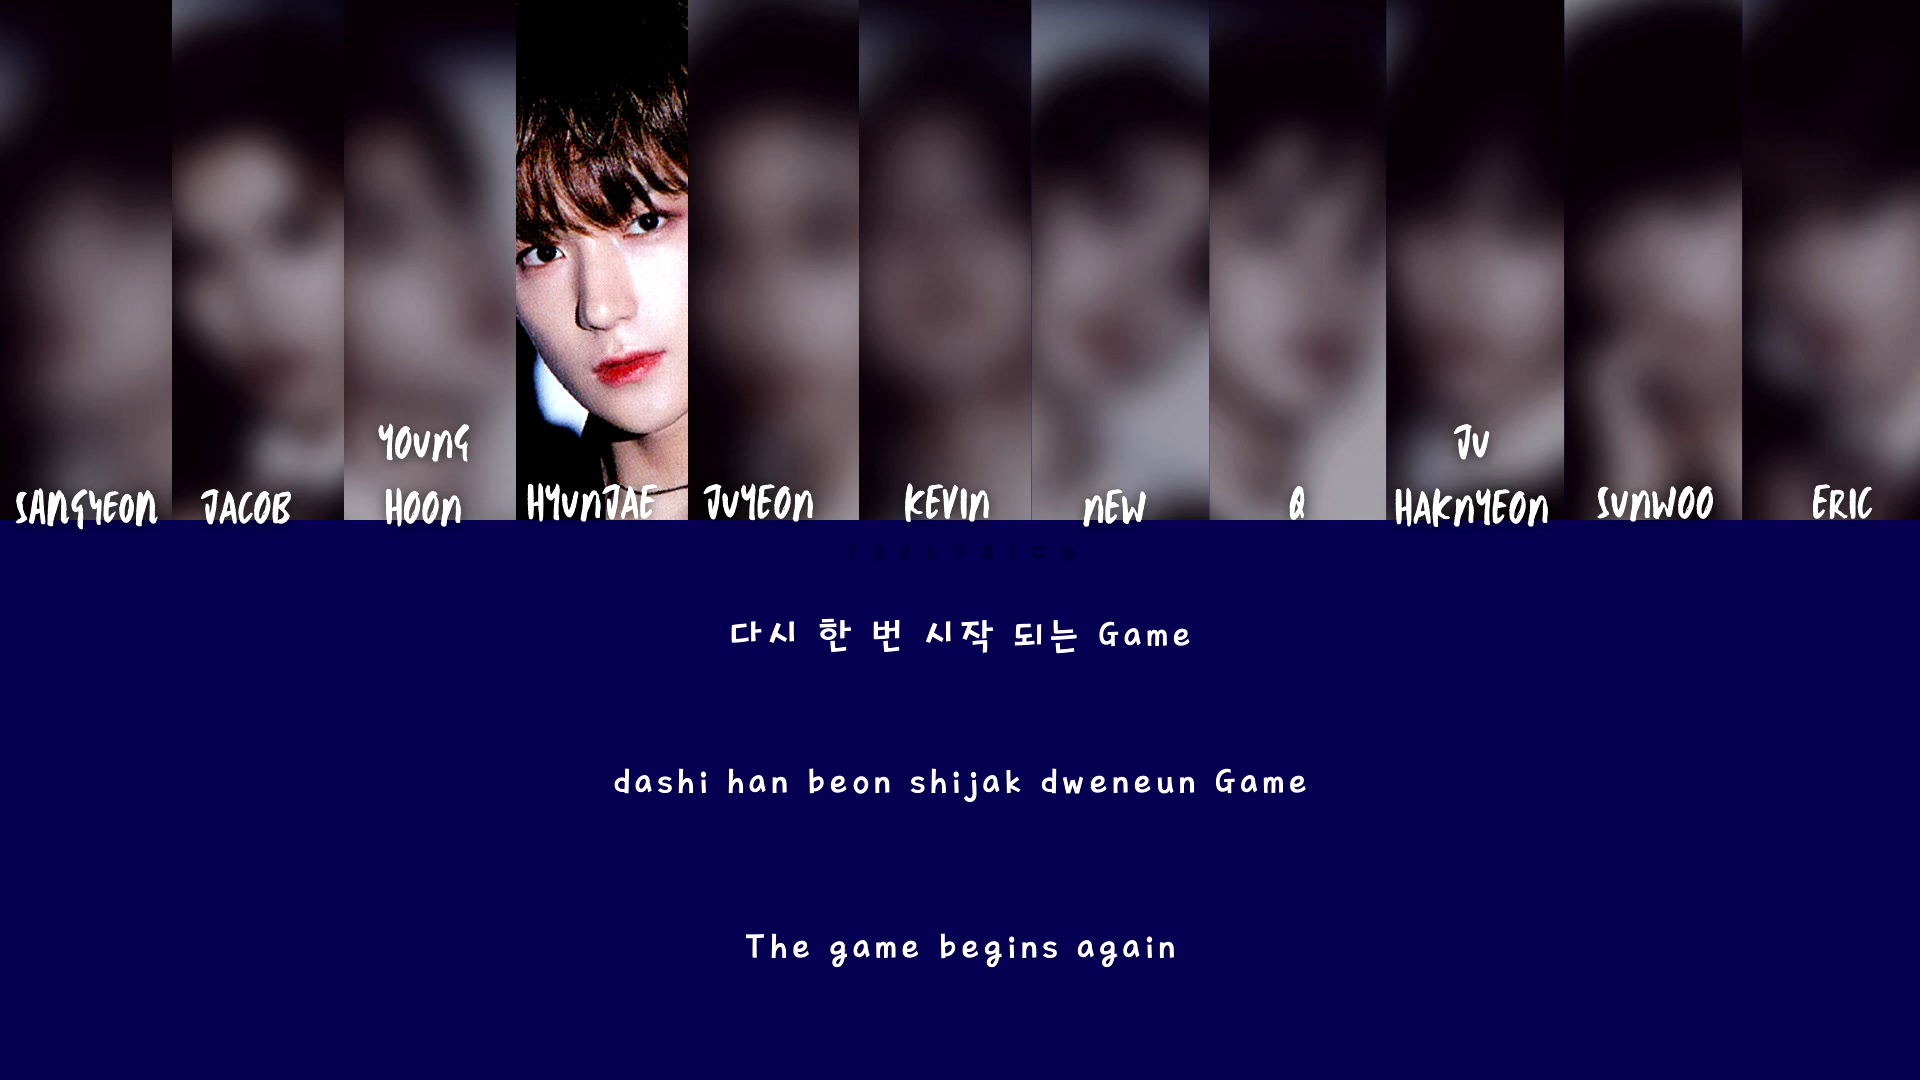 SANGYEON
JACOB
YOUNG
HOON
HYUNJAE
JUYEON
KEVIN
NEW
Q
JU
HAKNYEON
SUNWOO
ERIC
다시 한 번 시작 되는 Game
dashi han beon shijak dweneun Game
The game begins again